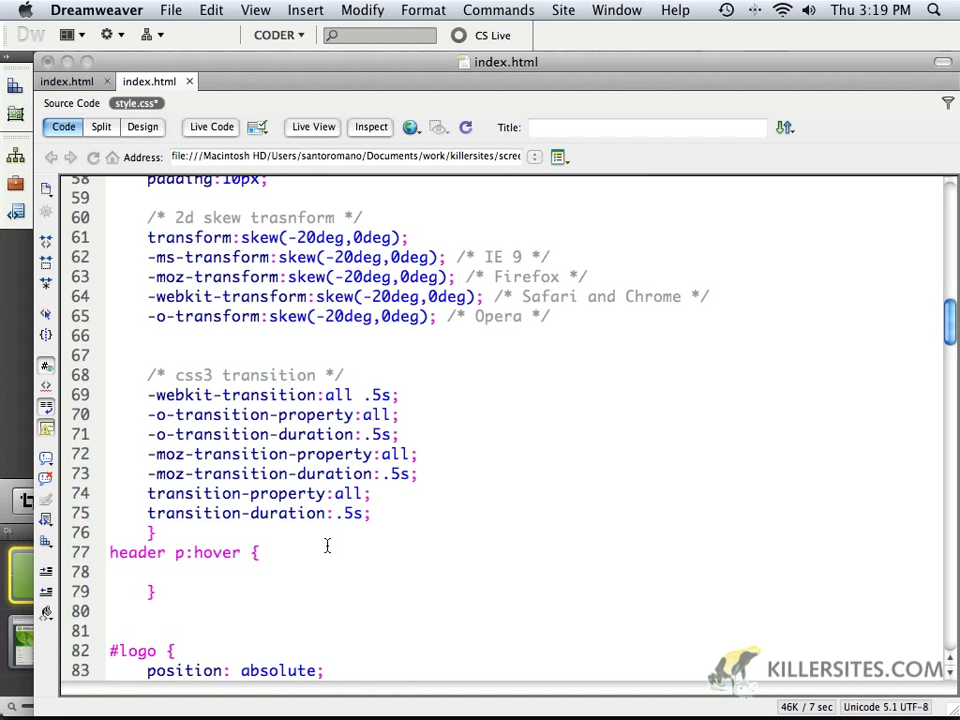 Dreamweaver File Edit View Insert Modify Format Commands Site Window Help Thu 3:19 PM
Dw CODER CS Live
index.html
index.html × index.html ×
Source Code style.css*
Code Split Design Live Code Live View Inspect Title:
Address: file:///Macintosh HD/Users/santoromano/Documents/work/killersites/scree
58 padding:10px;
59
60 /* 2d skew trasnform */
61 transform:skew(-20deg,0deg);
62 -ms-transform:skew(-20deg,0deg); /* IE 9 */
63 -moz-transform:skew(-20deg,0deg); /* Firefox */
64 -webkit-transform:skew(-20deg,0deg); /* Safari and Chrome */
65 -o-transform:skew(-20deg,0deg); /* Opera */
66
67
68 /* css3 transition */
69 -webkit-transition:all .5s;
70 -o-transition-property:all;
71 -o-transition-duration:.5s;
72 -moz-transition-property:all;
73 -moz-transition-duration:.5s;
74 transition-property:all;
75 transition-duration:.5s;
76 }
77 header p:hover {
78
79 }
80
81
82 #logo {
83 position: absolute;
KILLERSITES.COM
46K / 7 sec Unicode 5.1 UTF-8